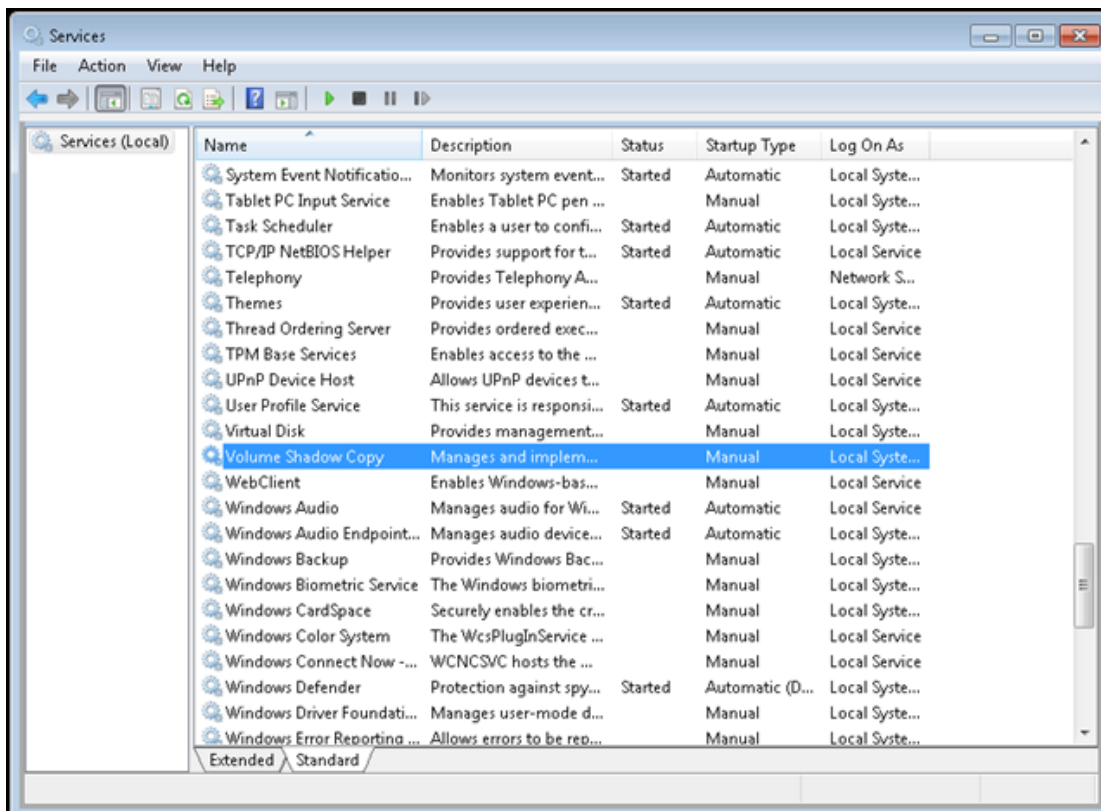 Services
File Action View Help
Services (Local)
Name Description Status Startup Type Log On As
System Event Notificatio... Monitors system event... Started Automatic Local Syste...
Tablet PC Input Service Enables Tablet PC pen ... Manual Local Syste...
Task Scheduler Enables a user to confi... Started Automatic Local Syste...
TCP/IP NetBIOS Helper Provides support for t... Started Automatic Local Service
Telephony Provides Telephony A... Manual Network S...
Themes Provides user experien... Started Automatic Local Syste...
Thread Ordering Server Provides ordered exec... Manual Local Service
TPM Base Services Enables access to the ... Manual Local Service
UPnP Device Host Allows UPnP devices t... Manual Local Service
User Profile Service This service is responsi... Started Automatic Local Syste...
Virtual Disk Provides management... Manual Local Syste...
Volume Shadow Copy Manages and implem... Manual Local Syste...
WebClient Enables Windows-bas... Manual Local Service
Windows Audio Manages audio for Wi... Started Automatic Local Service
Windows Audio Endpoint... Manages audio device... Started Automatic Local Syste...
Windows Backup Provides Windows Bac... Manual Local Syste...
Windows Biometric Service The Windows biometri... Manual Local Syste...
Windows CardSpace Securely enables the cr... Manual Local Syste...
Windows Color System The WcsPlugInService ... Manual Local Service
Windows Connect Now -... WCNCSVC hosts the ... Manual Local Service
Windows Defender Protection against spy... Started Automatic (D... Local Syste...
Windows Driver Foundati... Manages user-mode d... Manual Local Syste...
Windows Error Reporting ... Allows errors to be rep... Manual Local Syste...
Extended Standard